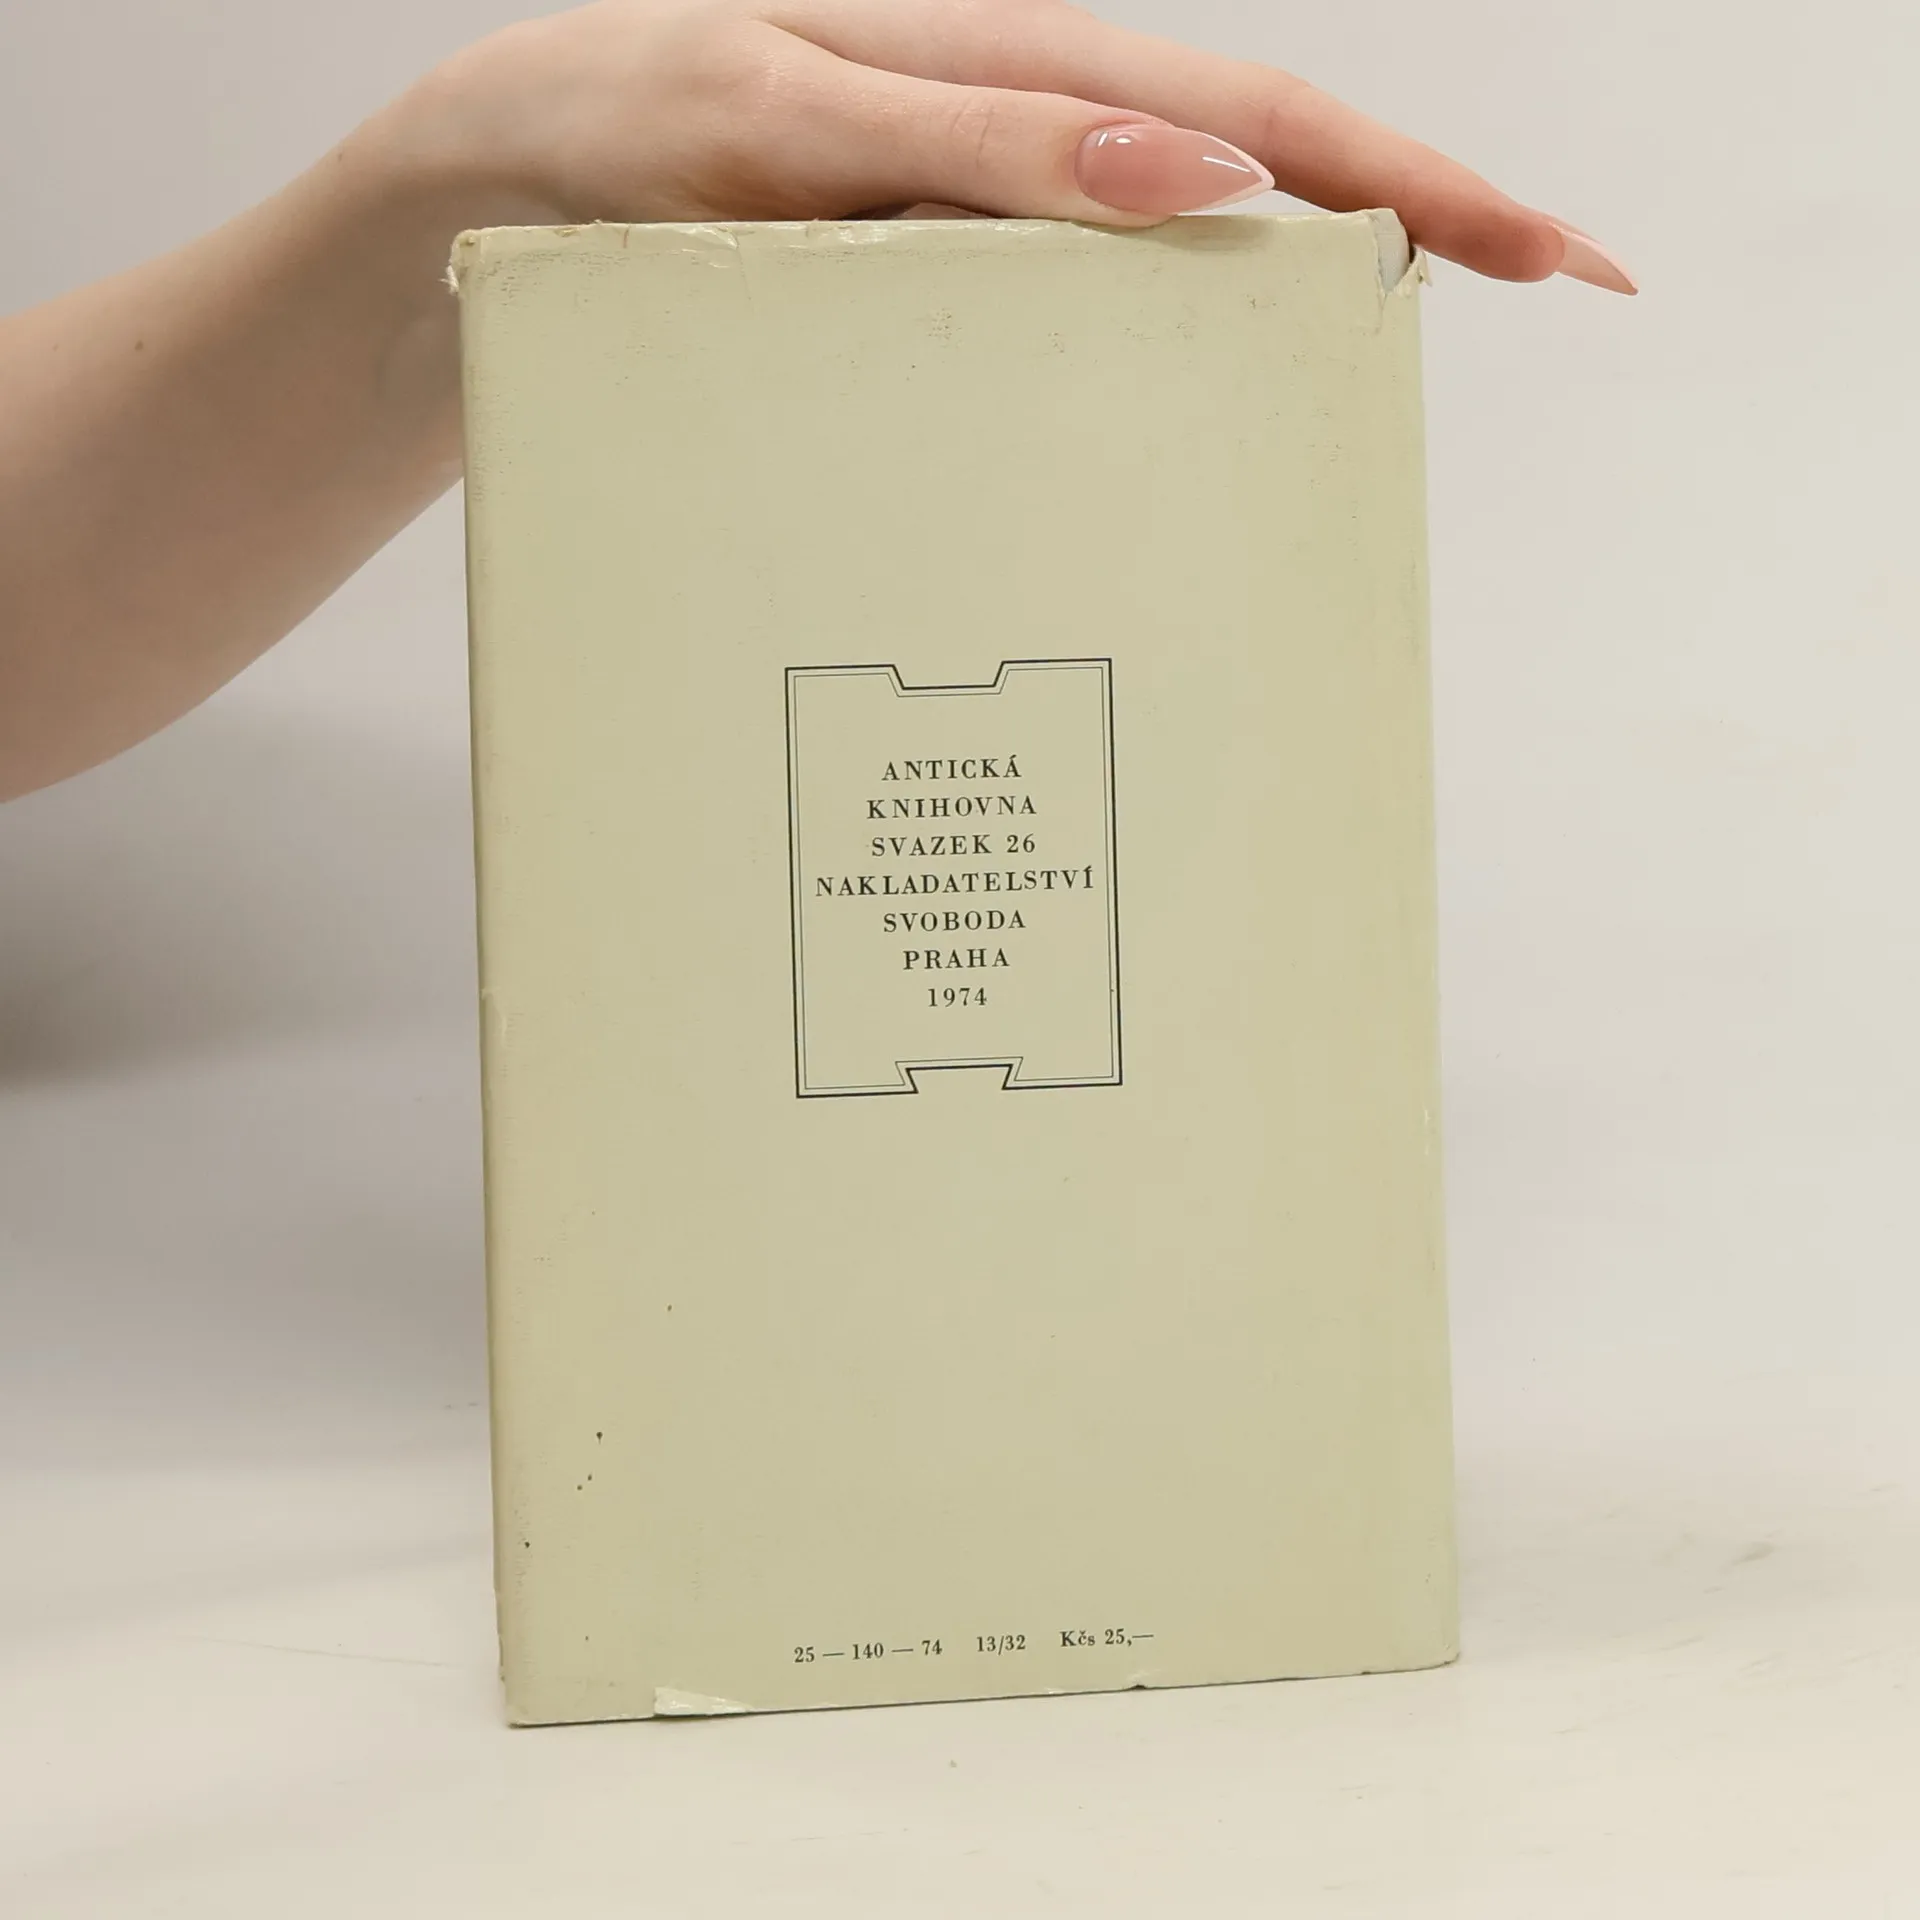 ANTICKÁ
KNIHOVNA
SVAZEK 26
NAKLADATELSTVÍ
SVOBODA
PRAHA
1974
25 — 140 — 74 13/32 Kčs 25,—